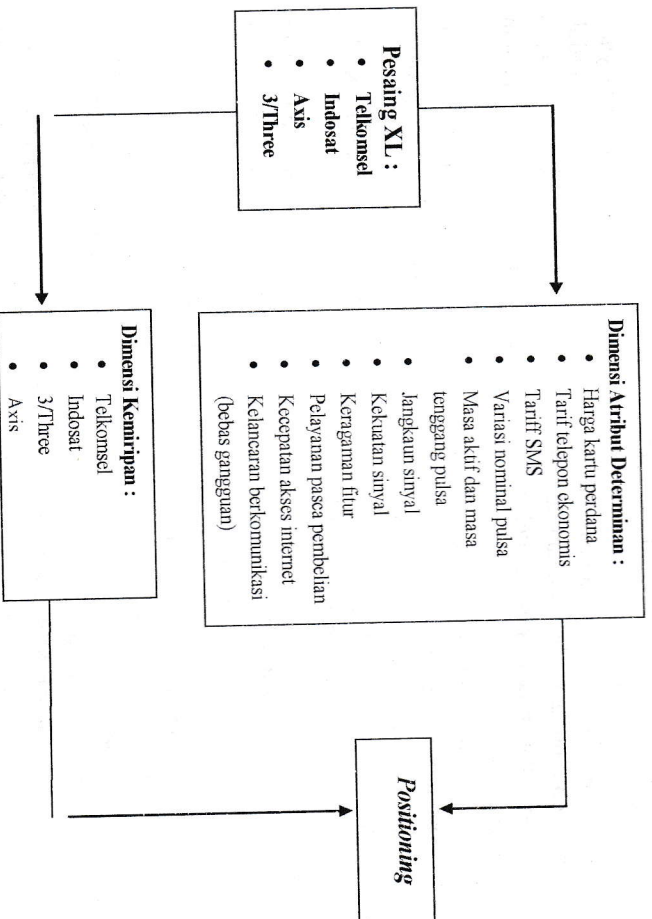 Pesaing XL :
• Telkomsel
• Indosat
• Axis
• 3/Three
Dimensi Atribut Determinan :
• Harga kartu perdana
• Tarif telepon ekonomis
• Tariff SMS
• Variasi nominal pulsa
• Masa aktif dan masa
tenggang pulsa
• Jangkaun sinyal
• Kekuatan sinyal
• Keragaman fitur
• Pelayanan pasca pembelian
• Kecepatan akses internet
• Kelancaran berkomunikasi
(bebas gangguan)
Dimensi Kemiripan :
• Telkomsel
• Indosat
• 3/Three
• Axis
Positioning